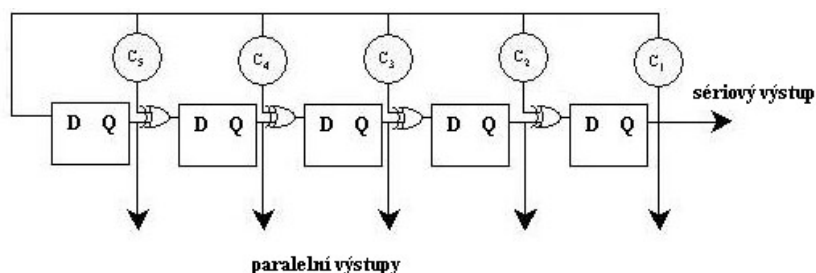 C5 C4 C3 C2 C1
sériový výstup
D Q D Q D Q D Q D Q
paralelní výstupy